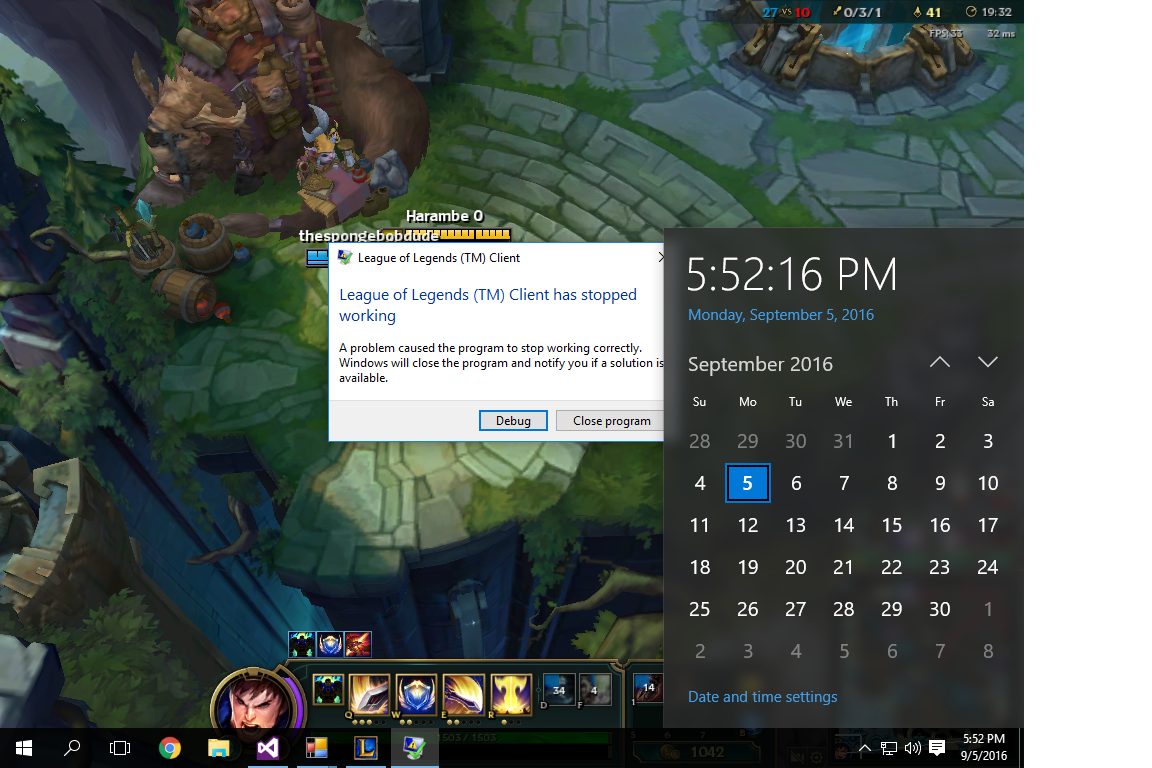 27 VS 10 0/3/1 41 19:32
FPS: 33 32 ms
Harambe 0
thespongebobdude
League of Legends (TM) Client
League of Legends (TM) Client has stopped
working
A problem caused the program to stop working correctly.
Windows will close the program and notify you if a solution is
available.
Debug Close program
5:52:16 PM
Monday, September 5, 2016
September 2016
Su Mo Tu We Th Fr Sa
28 29 30 31 1 2 3
4 5 6 7 8 9 10
11 12 13 14 15 16 17
18 19 20 21 22 23 24
25 26 27 28 29 30 1
2 3 4 5 6 7 8
Date and time settings
34 4 14
Q W E R D F 1
1503 / 1503
5 6 7 B
1042
5:52 PM
9/5/2016